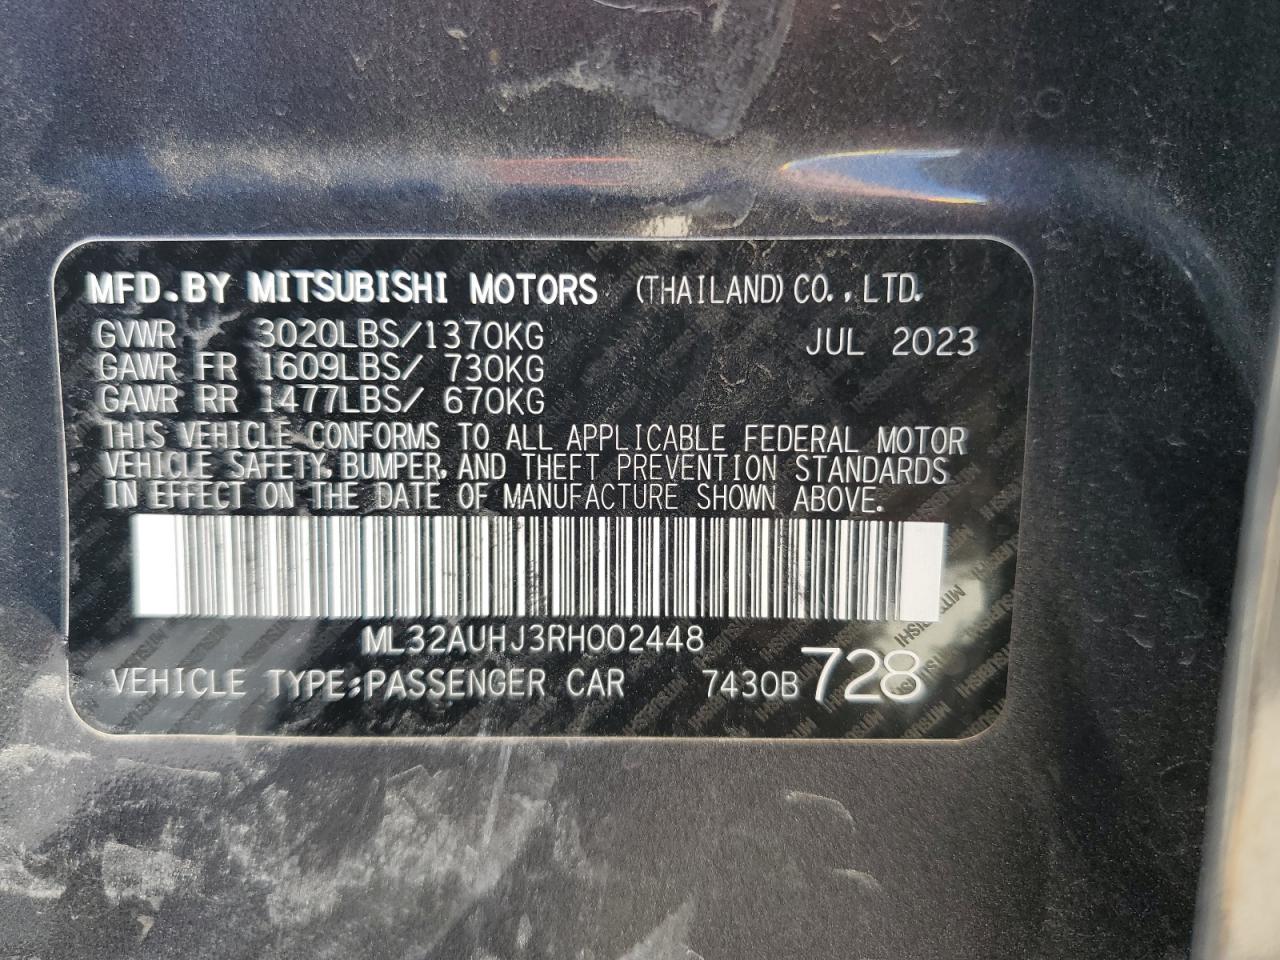 MFD.BY MITSUBISHI MOTORS (THAILAND) CO.,LTD.
GVWR 3020LBS/1370KG JUL 2023
GAWR FR 1609LBS/ 730KG
GAWR RR 1477LBS/ 670KG
THIS VEHICLE CONFORMS TO ALL APPLICABLE FEDERAL MOTOR
VEHICLE SAFETY, BUMPER, AND THEFT PREVENTION STANDARDS
IN EFFECT ON THE DATE OF MANUFACTURE SHOWN ABOVE.
ML32AUHJ3RH002448
VEHICLE TYPE:PASSENGER CAR 7430B 728